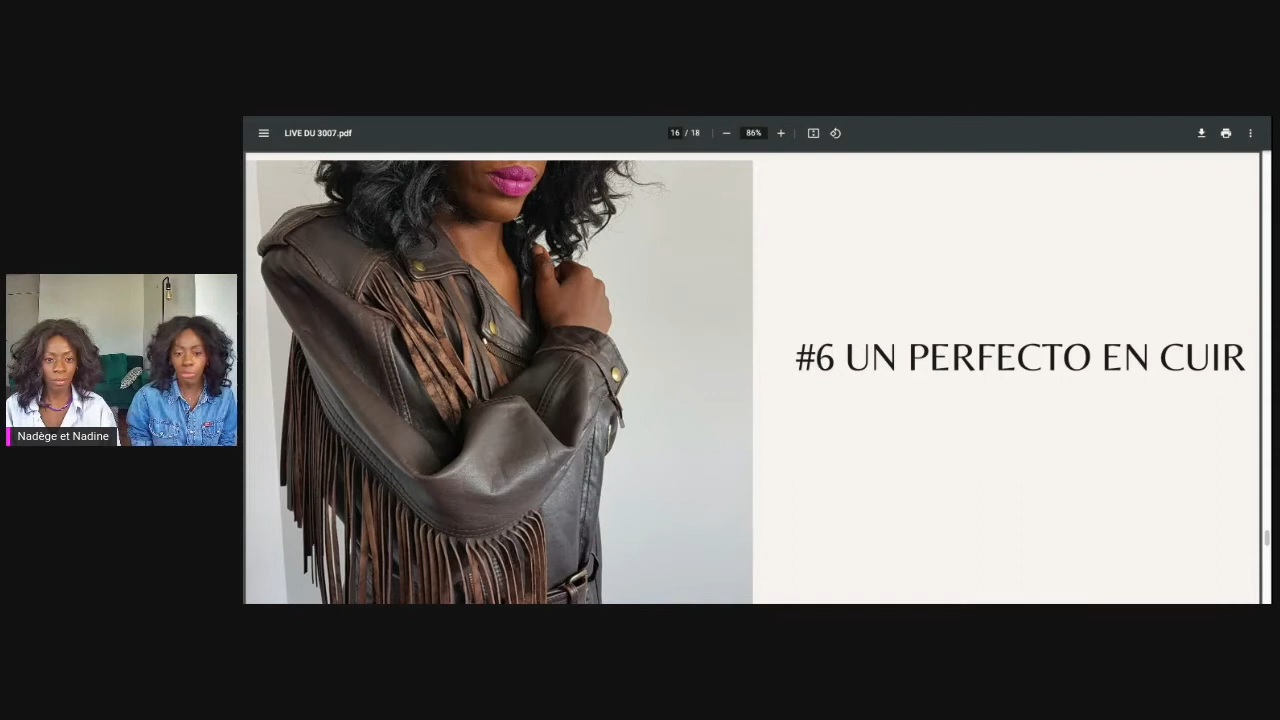 LIVE DU 3007.pdf
16 / 18
86%
#6 UN PERFECTO EN CUIR
Nadège et Nadine